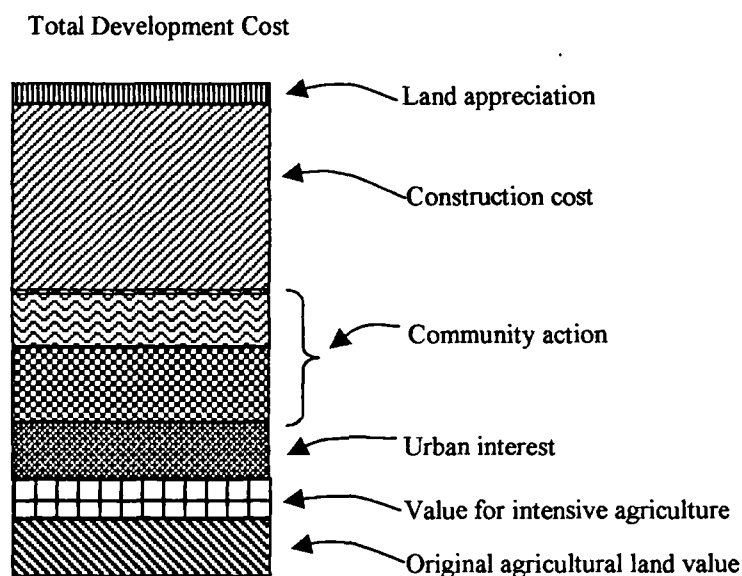 Total Development Cost
Land appreciation
Construction cost
Community action
Urban interest
Value for intensive agriculture
Original agricultural land value